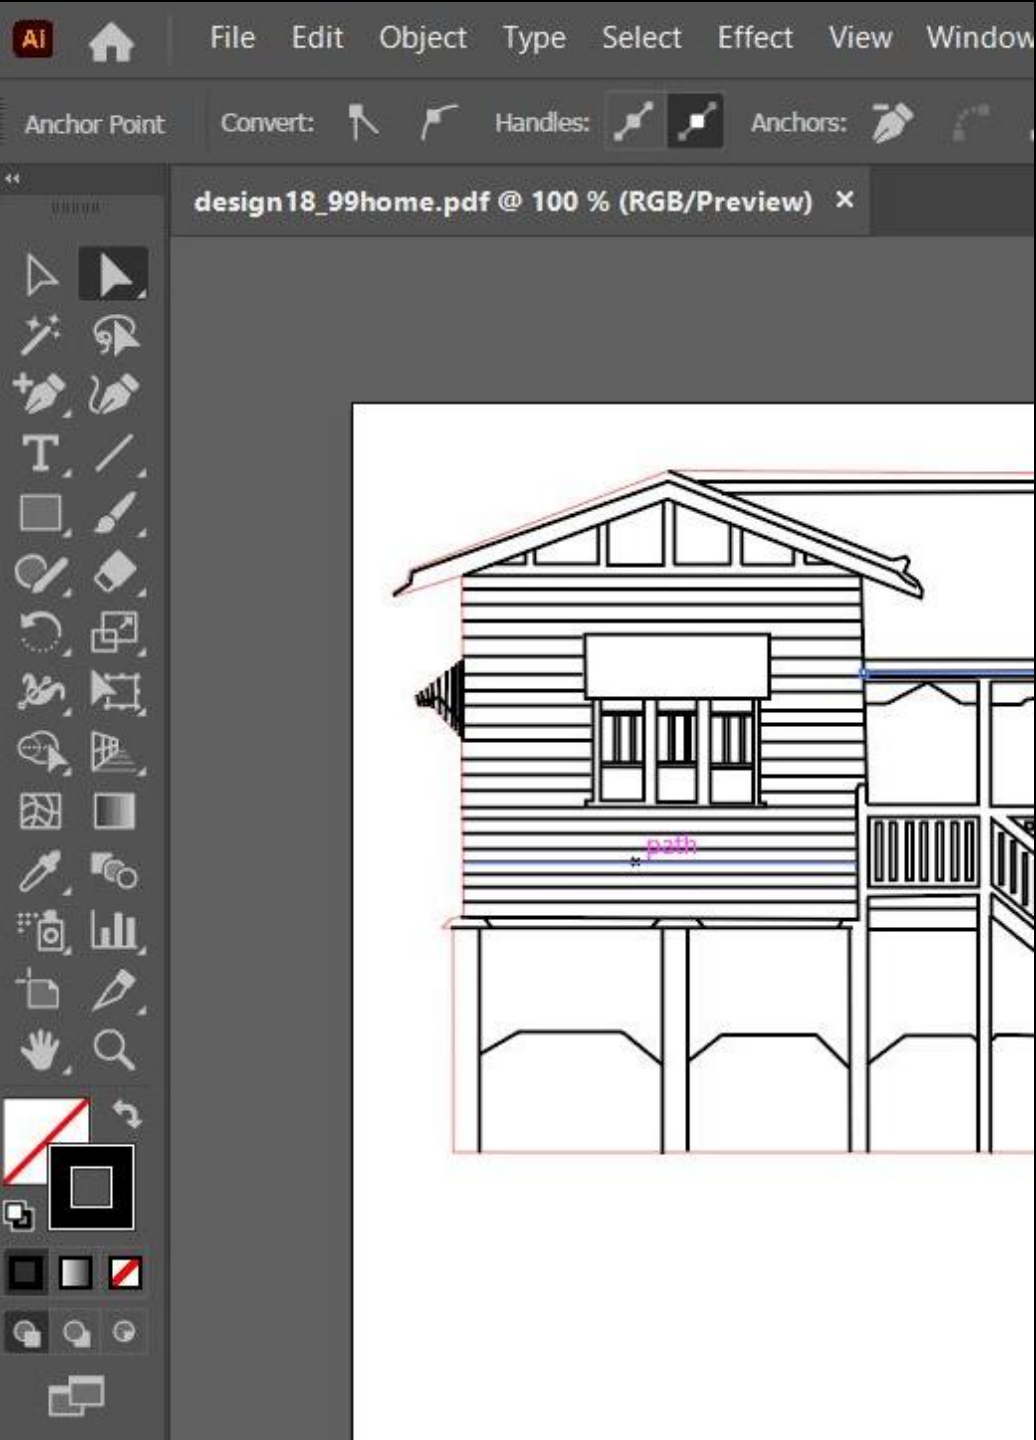 Ai File Edit Object Type Select Effect View Window
Anchor Point Convert: Handles: Anchors:
design18_99home.pdf @ 100 % (RGB/Preview) ×
T
path